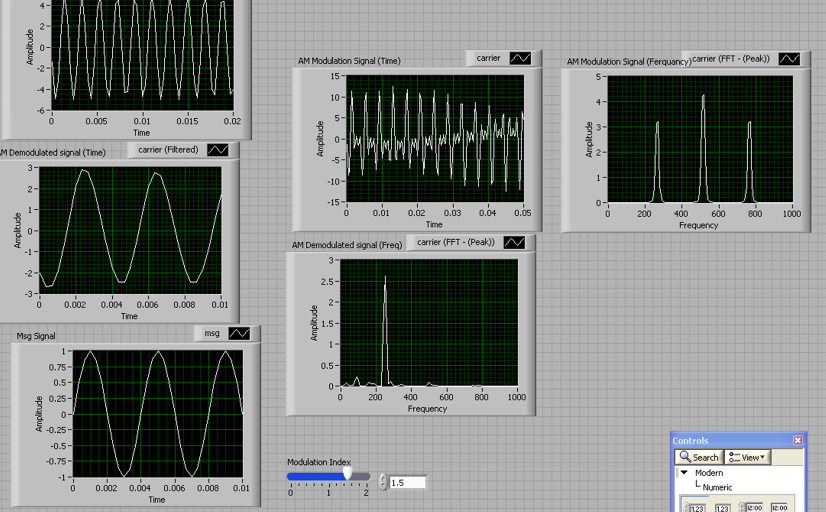 4
2
0
-2
-4
-6
Amplitude
0 0.005 0.01 0.015 0.02
Time
AM Modulation Signal (Time)
carrier
15
10
5
0
-5
-10
-15
Amplitude
0 0.01 0.02 0.03 0.04 0.05
Time
AM Modulation Signal (Ferquancy)
carrier (FFT - (Peak))
5
4
3
2
1
0
Amplitude
0 200 400 600 800 1000
Frequency
AM Demodulated signal (Time)
carrier (Filtered)
3
2
1
0
-1
-2
-3
Amplitude
0 0.002 0.004 0.006 0.008 0.01
Time
AM Demodulated signal (Freq)
carrier (FFT - (Peak))
3
2.5
2
1.5
1
0.5
0
Amplitude
0 200 400 600 800 1000
Frequency
Msg Signal
msg
1
0.75
0.5
0.25
0
-0.25
-0.5
-0.75
-1
Amplitude
0 0.002 0.004 0.006 0.008 0.01
Time
Modulation Index
0 1 2
1.5
Controls
Search View
Modern
Numeric
1.23 1.23 12:00 12:00